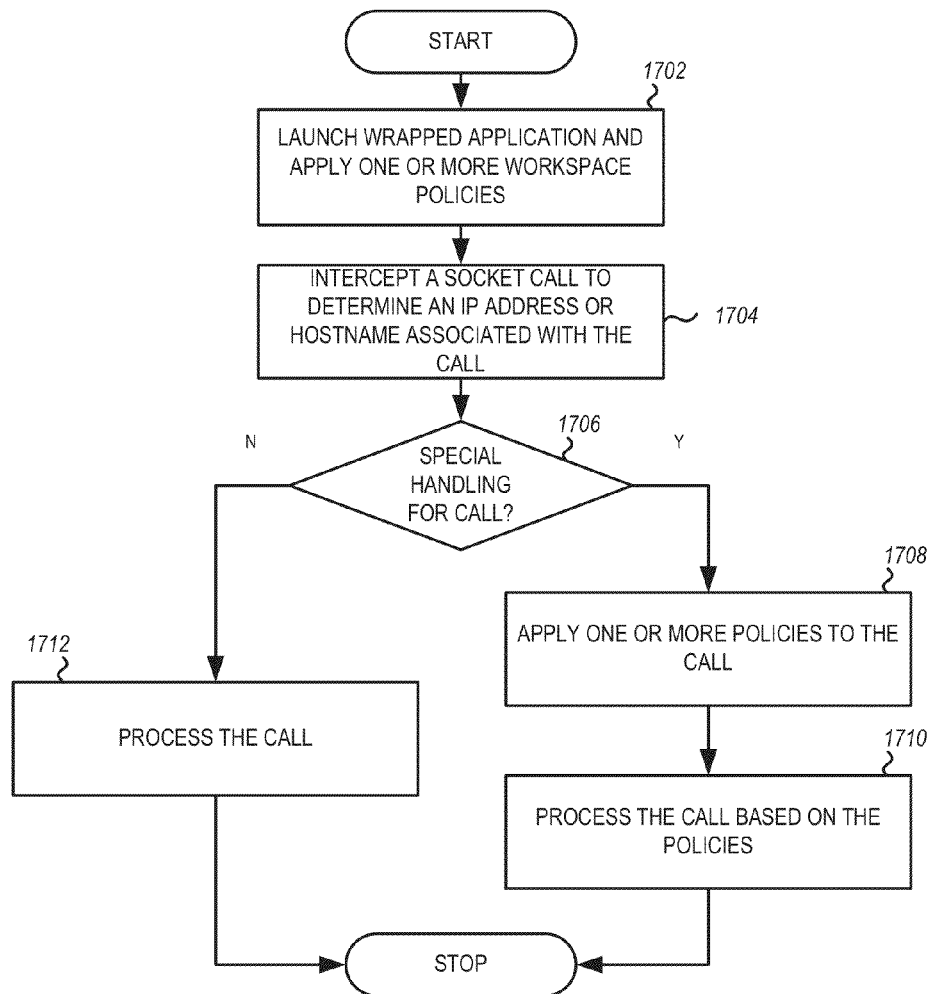 START
1702
LAUNCH WRAPPED APPLICATION AND
APPLY ONE OR MORE WORKSPACE
POLICIES
INTERCEPT A SOCKET CALL TO
DETERMINE AN IP ADDRESS OR
HOSTNAME ASSOCIATED WITH THE
CALL
1704
1706
N
Y
SPECIAL
HANDLING
FOR CALL?
1708
APPLY ONE OR MORE POLICIES TO THE
CALL
1712
PROCESS THE CALL
1710
PROCESS THE CALL BASED ON THE
POLICIES
STOP